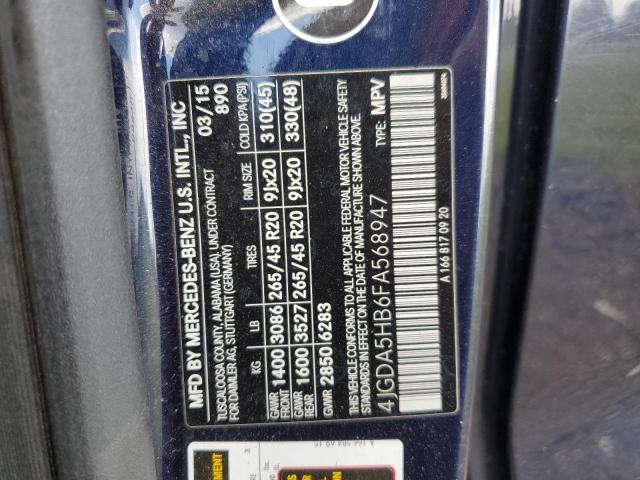 MFD BY MERCEDES-BENZ U.S. INTL., INC
TUSCALOOSA COUNTY, ALABAMA (USA), UNDER CONTRACT 03/15
FOR DAIMLER AG, STUTTGART (GERMANY) 890
KG LB TIRES RIM SIZE COLD KPA(PSI)
GAWR FRONT 1400 3086 265/45 R20 9Jx20 310(45)
GAWR REAR 1600 3527 265/45 R20 9Jx20 330(48)
GVWR 2850 6283
THIS VEHICLE CONFORMS TO ALL APPLICABLE FEDERAL MOTOR VEHICLE SAFETY
STANDARDS IN EFFECT ON THE DATE OF MANUFACTURE SHOWN ABOVE.
4JGDA5HB6FA568947 TYPE: MPV
A 166 817 09 20